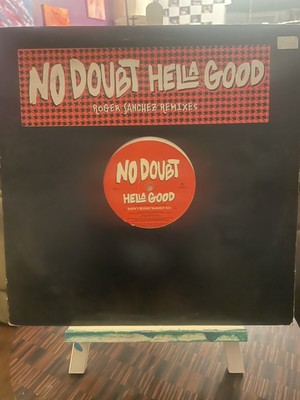 NO DOUBT HELLA GOOD
ROGER SANCHEZ REMIXES
NO DOUBT
HELLA GOOD